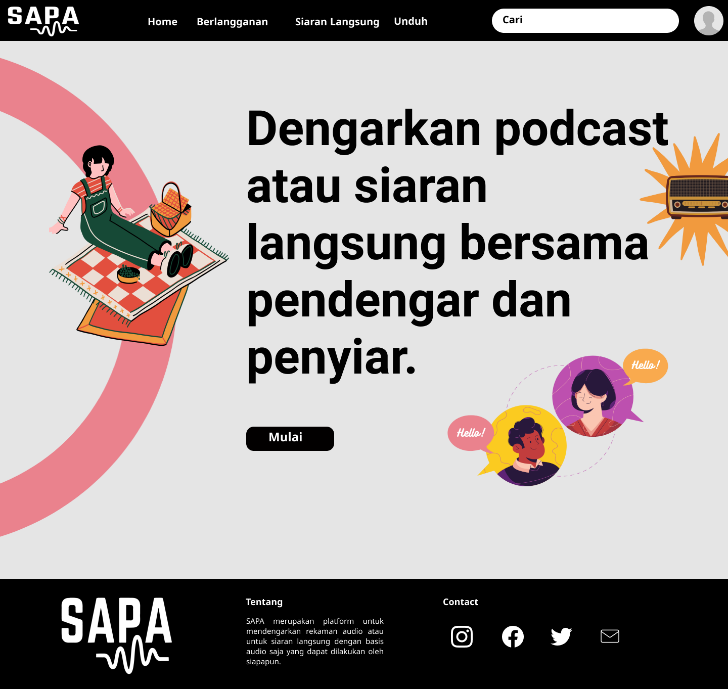 SAPA
Home Berlangganan Siaran Langsung Unduh
Cari
Dengarkan podcast
atau siaran
langsung bersama
pendengar dan
penyiar.
Hello!
Hello!
Mulai
SAPA
Tentang
SAPA merupakan platform untuk
mendengarkan rekaman audio atau
untuk siaran langsung dengan basis
audio saja yang dapat dilakukan oleh
siapapun.
Contact